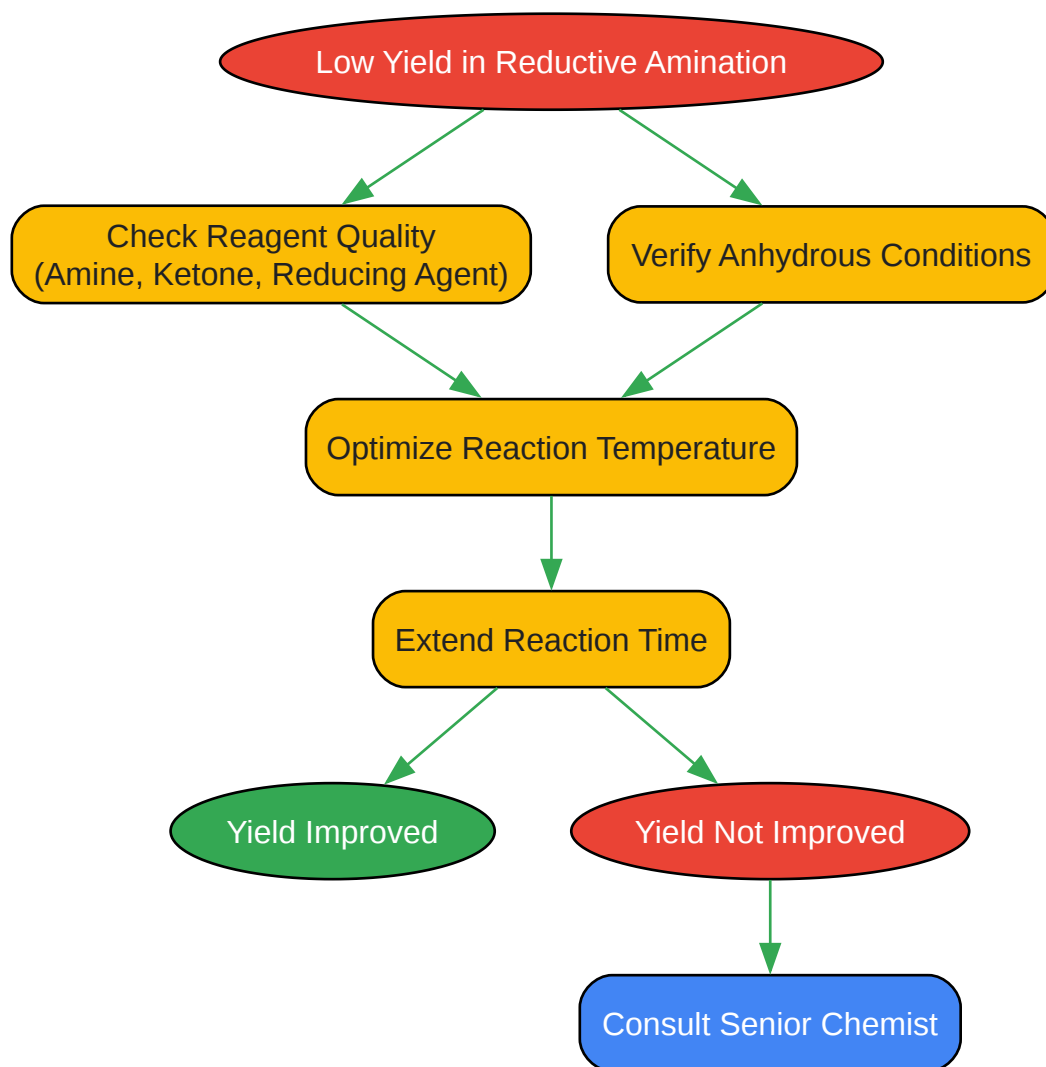 Low Yield in Reductive Amination
Check Reagent Quality
(Amine, Ketone, Reducing Agent)
Verify Anhydrous Conditions
Optimize Reaction Temperature
Extend Reaction Time
Yield Improved
Yield Not Improved
Consult Senior Chemist